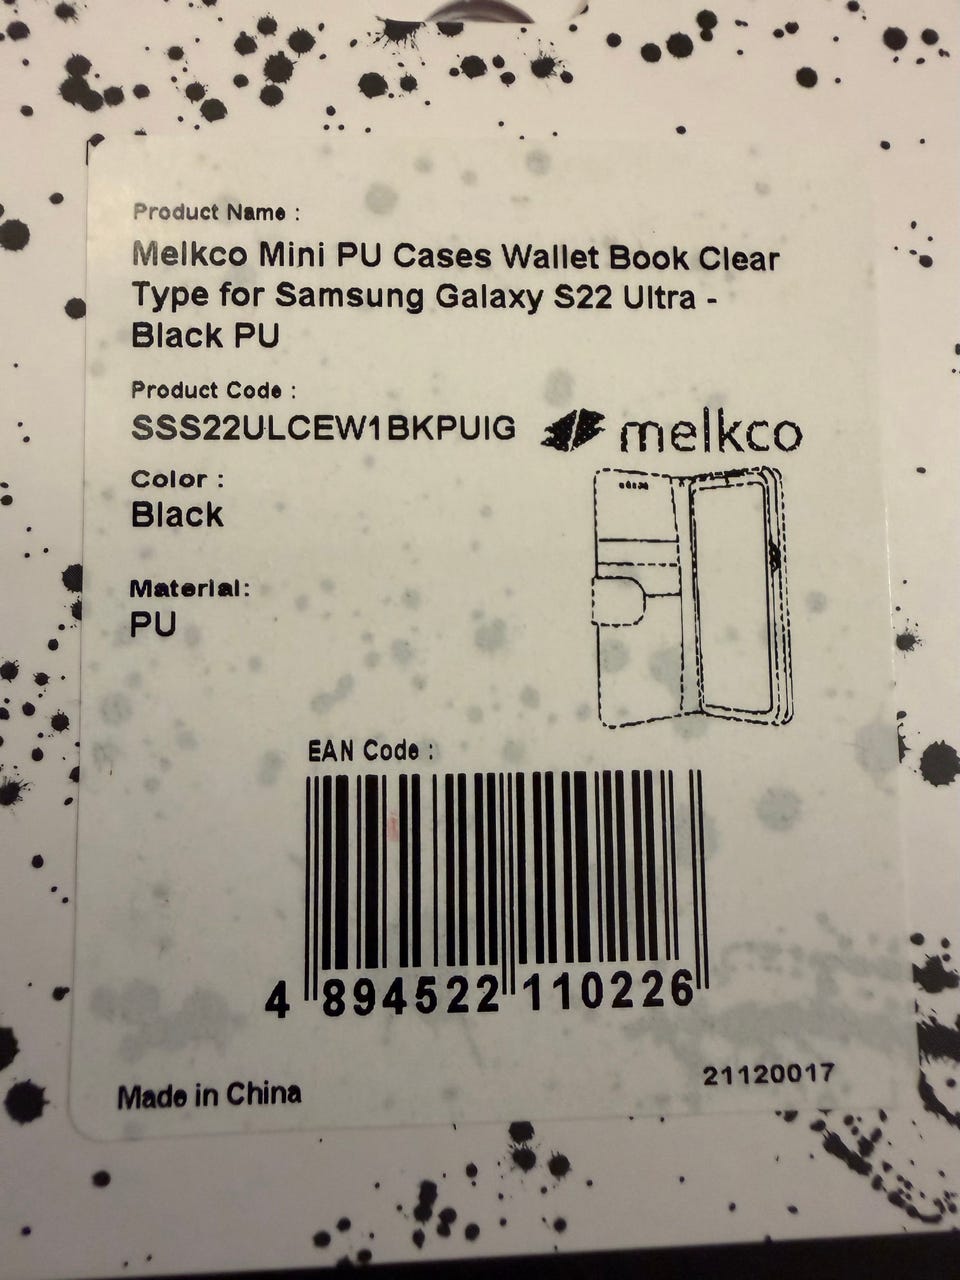 Product Name :
Melkco Mini PU Cases Wallet Book Clear
Type for Samsung Galaxy S22 Ultra -
Black PU
Product Code :
SSS22ULCEW1BKPUIG
melkco
Color :
Black
Material:
PU
EAN Code :
4 894522 110226
21120017
Made in China